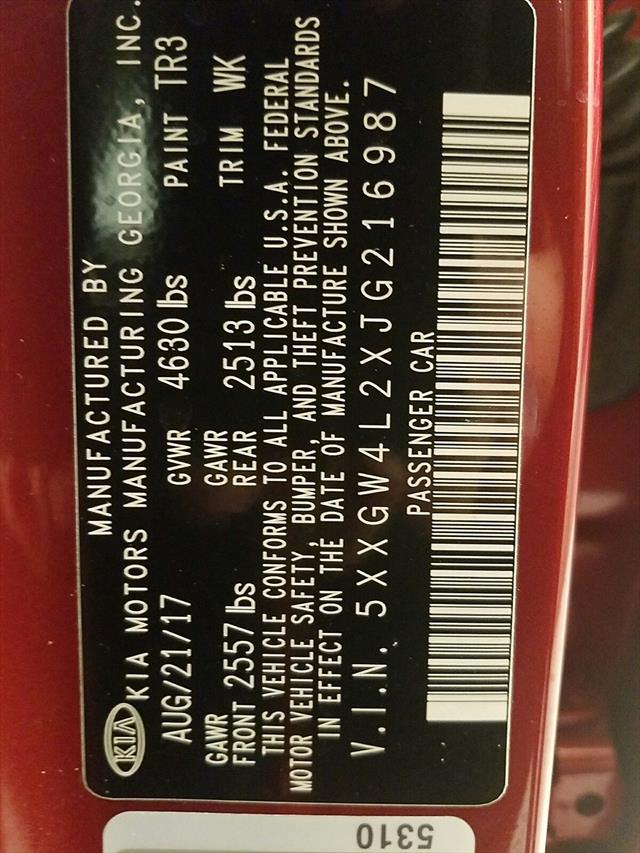 MANUFACTURED BY
KIA KIA MOTORS MANUFACTURING GEORGIA, INC.
AUG/21/17 GVWR 4630 lbs PAINT TR3
GAWR FRONT 2557 lbs GAWR REAR 2513 lbs TRIM WK
THIS VEHICLE CONFORMS TO ALL APPLICABLE U.S.A. FEDERAL
MOTOR VEHICLE SAFETY, BUMPER, AND THEFT PREVENTION STANDARDS
IN EFFECT ON THE DATE OF MANUFACTURE SHOWN ABOVE.
V.I.N. 5XXGW4L2XJG216987
PASSENGER CAR
5310